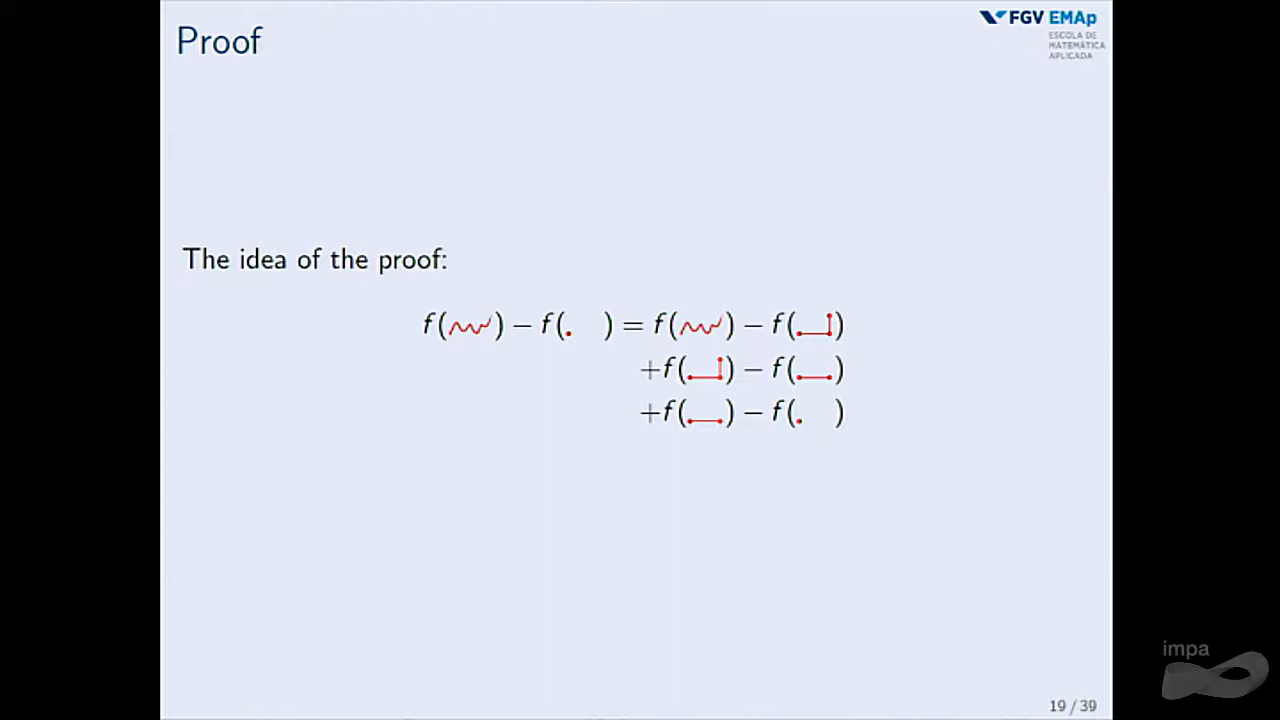 Proof
FGV EMAp
ESCOLA DE
MATEMÁTICA
APLICADA
The idea of the proof:
f( ) − f( ) = f( ) − f( )
+f( ) − f( )
+f( ) − f( )
impa
19 / 39